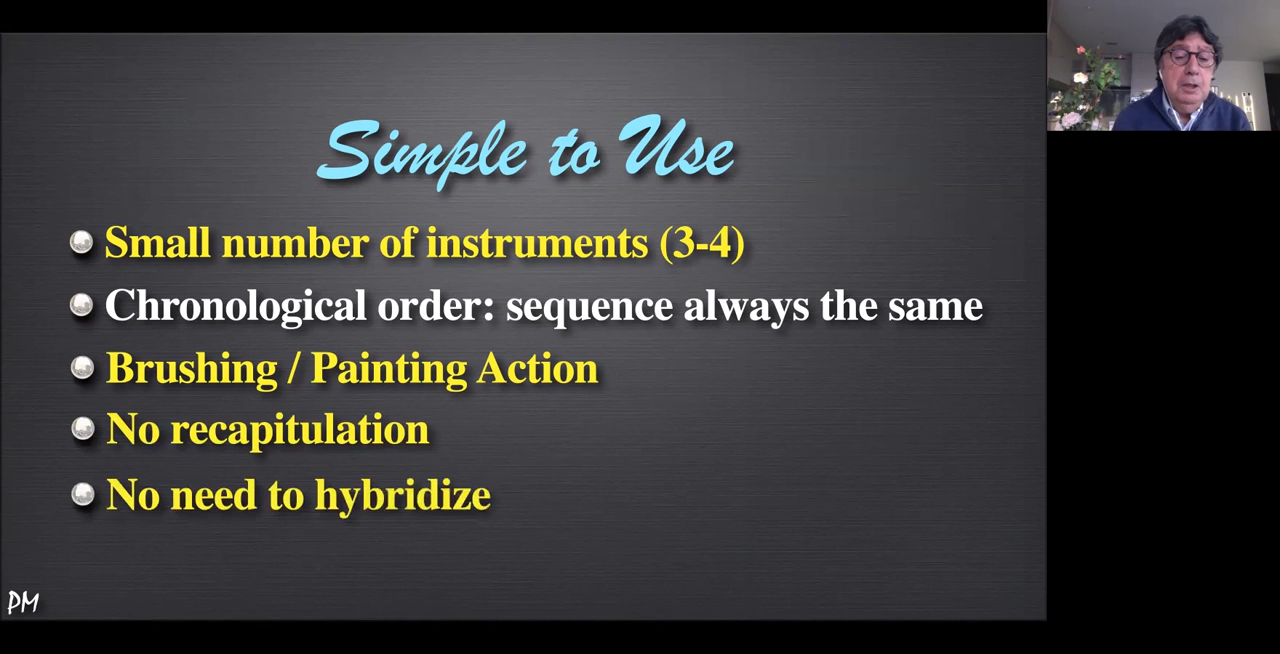 Simple to Use
Small number of instruments (3-4)
Chronological order: sequence always the same
Brushing / Painting Action
No recapitulation
No need to hybridize
PM